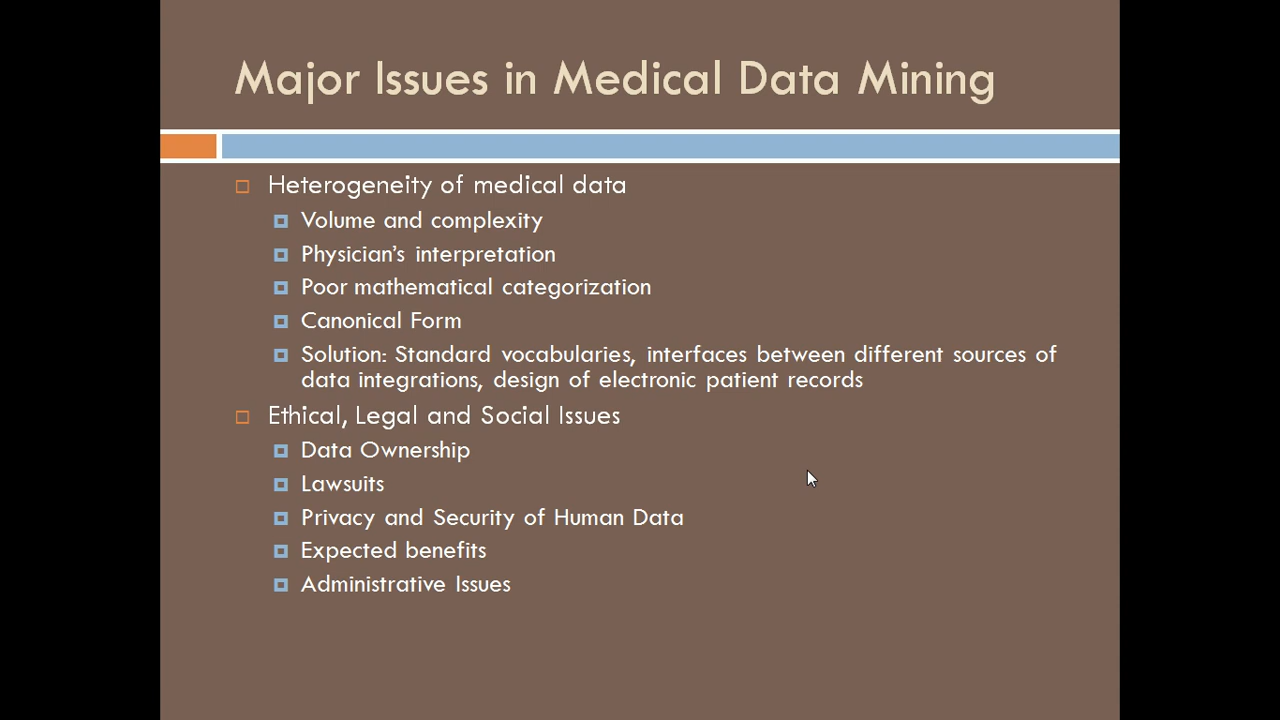 Major Issues in Medical Data Mining
Heterogeneity of medical data
Volume and complexity
Physician’s interpretation
Poor mathematical categorization
Canonical Form
Solution: Standard vocabularies, interfaces between different sources of
data integrations, design of electronic patient records
Ethical, Legal and Social Issues
Data Ownership
Lawsuits
Privacy and Security of Human Data
Expected benefits
Administrative Issues